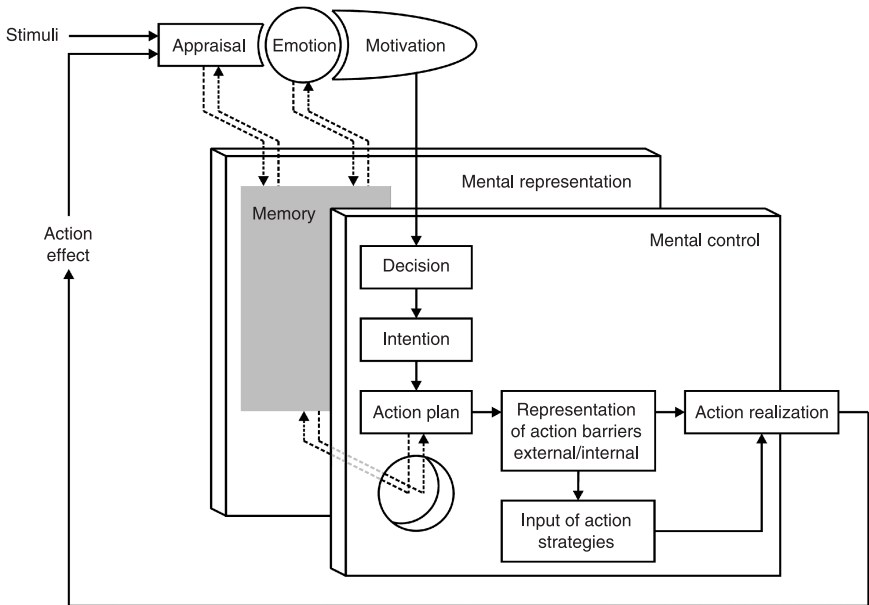 Stimuli
Appraisal
Emotion
Motivation
Mental representation
Memory
Mental control
Action
effect
Decision
Intention
Action plan
Representation
of action barriers
external/internal
Action realization
Input of action
strategies